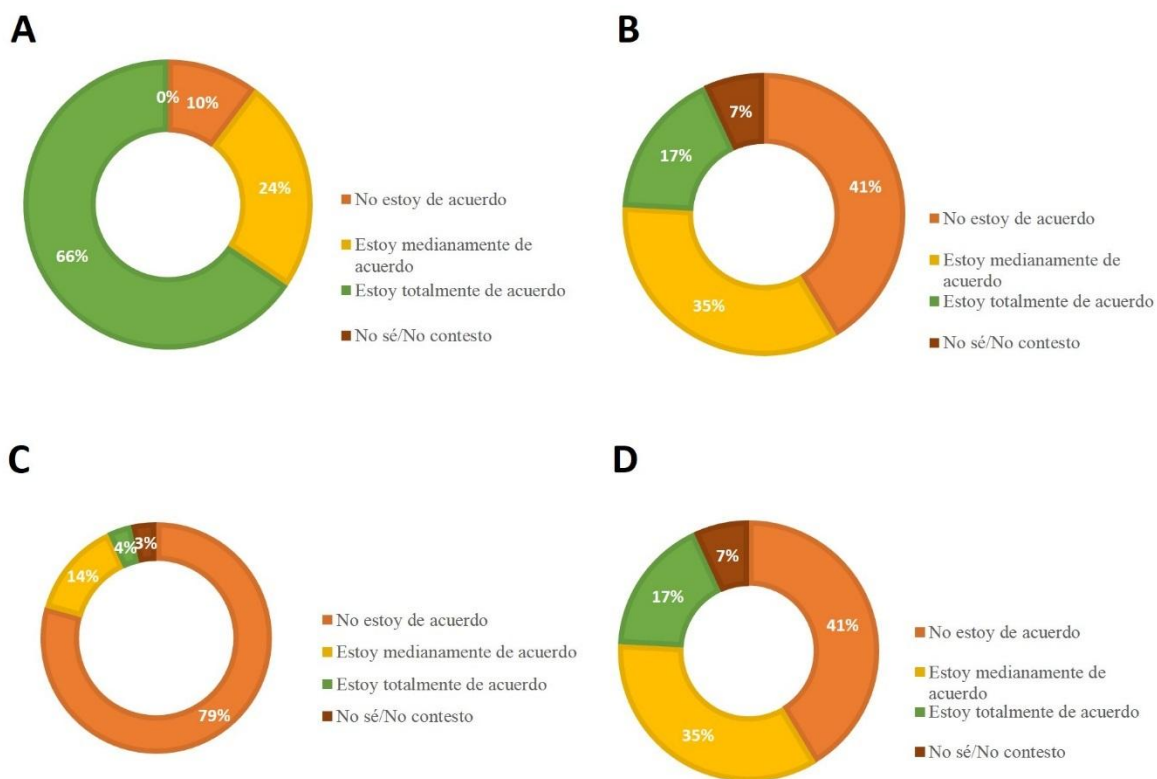 A
0%
10%
24%
66%
No estoy de acuerdo
Estoy medianamente de
acuerdo
Estoy totalmente de acuerdo
No sé/No contesto
B
7%
17%
41%
35%
No estoy de acuerdo
Estoy medianamente de
acuerdo
Estoy totalmente de acuerdo
No sé/No contesto
C
4%
3%
14%
79%
No estoy de acuerdo
Estoy medianamente de acuerdo
Estoy totalmente de acuerdo
No sé/No contesto
D
7%
17%
41%
35%
No estoy de acuerdo
Estoy medianamente de
acuerdo
Estoy totalmente de acuerdo
No sé/No contesto